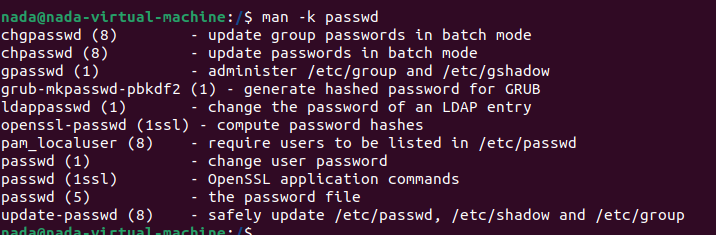 nada@nada-virtual-machine:/$ man -k passwd
chgpasswd (8)        - update group passwords in batch mode
chpasswd (8)         - update passwords in batch mode
gpasswd (1)          - administer /etc/group and /etc/gshadow
grub-mkpasswd-pbkdf2 (1) - generate hashed password for GRUB
ldappasswd (1)       - change the password of an LDAP entry
openssl-passwd (1ssl) - compute password hashes
pam_localuser (8)    - require users to be listed in /etc/passwd
passwd (1)           - change user password
passwd (1ssl)        - OpenSSL application commands
passwd (5)           - the password file
update-passwd (8)    - safely update /etc/passwd, /etc/shadow and /etc/group
nada@nada-virtual-machine:/$